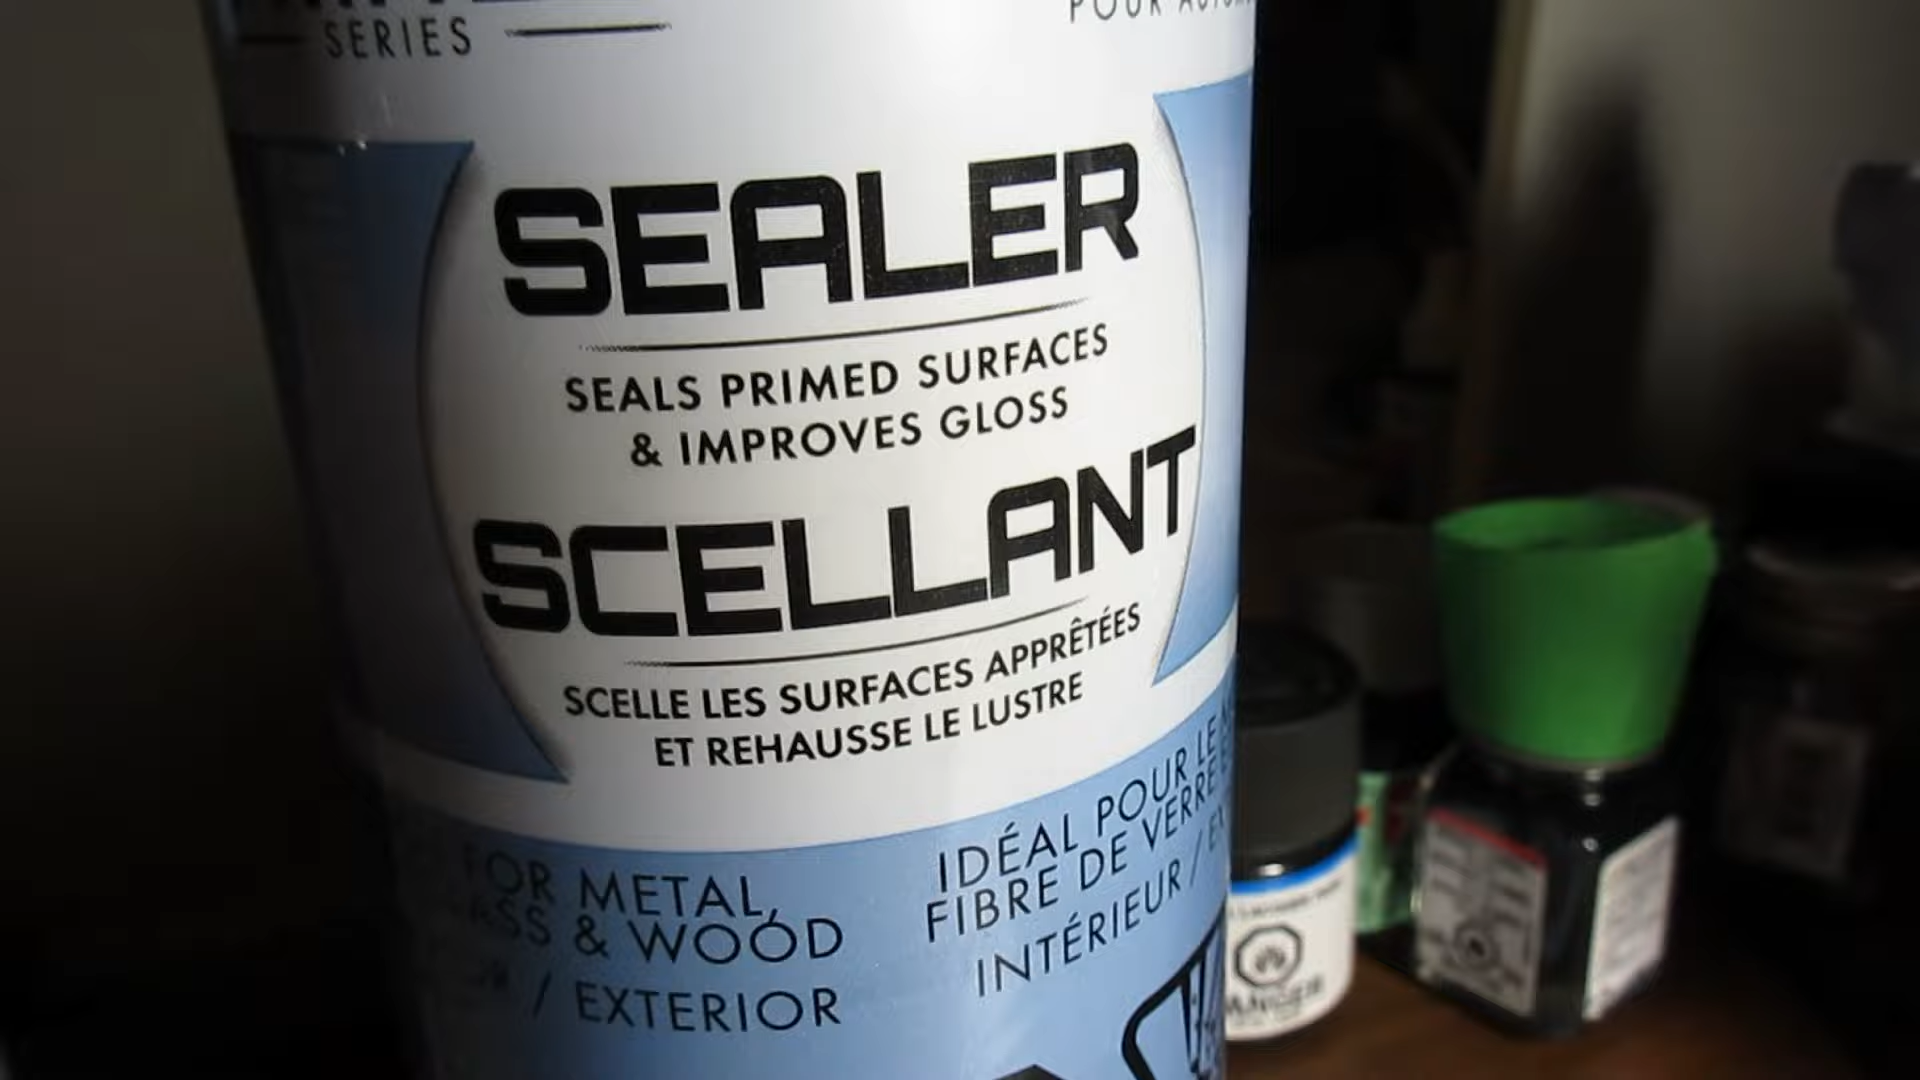 SERIES
POUR
SEALER
SEALS PRIMED SURFACES
& IMPROVES GLOSS
SCELLANT
SCELLE LES SURFACES APPRÊTÉES
ET REHAUSSE LE LUSTRE
FOR METAL,
& WOOD
/ EXTERIOR
IDÉAL POUR LE
FIBRE DE VERRE
INTÉRIEUR /